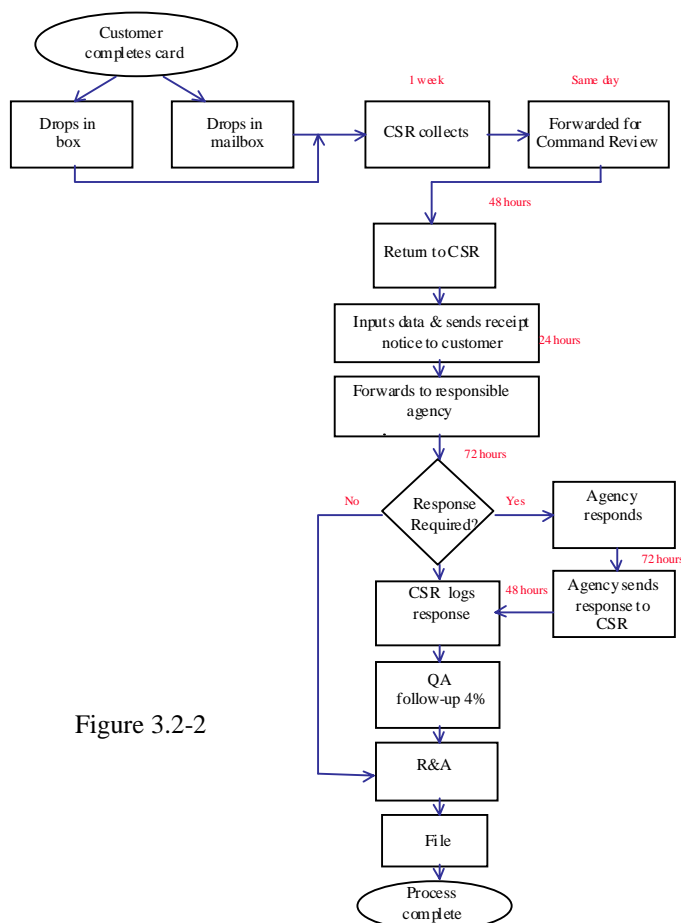 Customer
completes card
1 week
Same day
Drops in
box
Drops in
mailbox
CSR collects
Forwarded for
Command Review
48 hours
Return to CSR
Inputs data & sends receipt
notice to customer
24 hours
Forwards to responsible
agency
72 hours
No
Response
Required?
Yes
Agency
responds
72 hours
CSR logs
response
48 hours
Agency sends
response to
CSR
QA
follow-up 4%
Figure 3.2-2
R&A
File
Process
complete